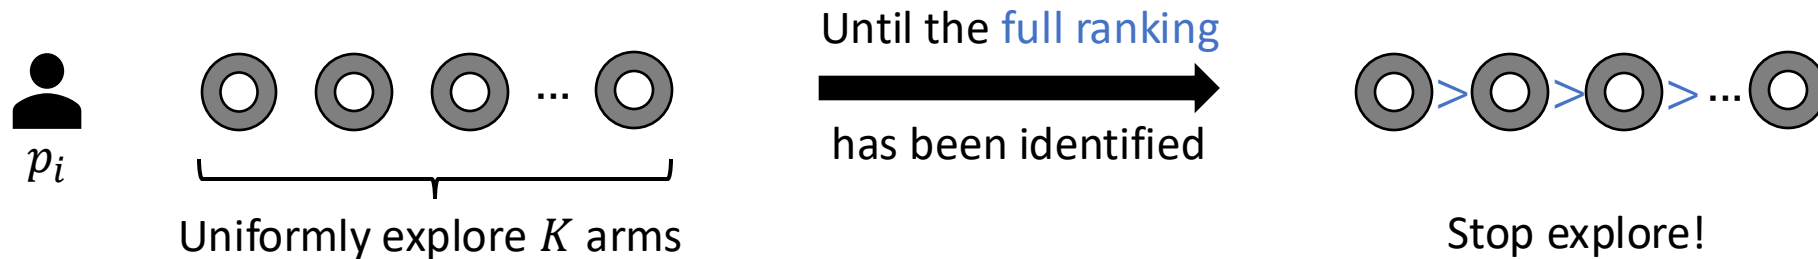 Until the full ranking
... > > > ...
has been identified
p_i
Uniformly explore K arms
Stop explore!